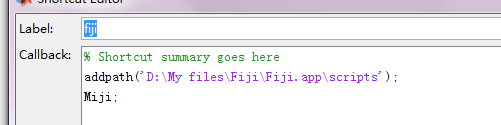 Shortcut Editor
Label: fiji
Callback: % Shortcut summary goes here
addpath('D:\My files\Fiji\Fiji.app\scripts');
Miji;